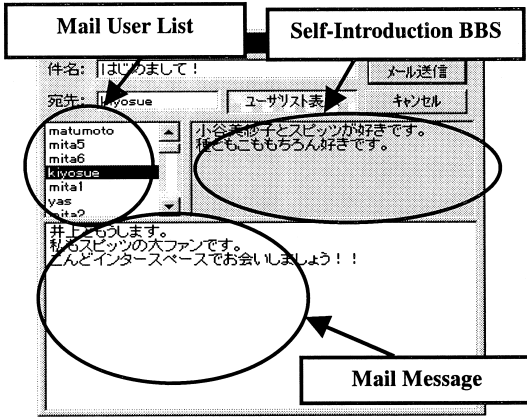 Mail User List
Self-Introduction BBS
件名: はじめまして！
メール送信
宛先: kiyosue
ユーザリスト表
キャンセル
matumoto
mita5
mita6
kiyosue
mita1
yas
mita2
小谷美紗子とスピッツが好きです。
種ともこももちろん好きです。
井上ともうします。
私もスピッツの大ファンです。
こんどインタースペースでお会いしましょう！！
Mail Message